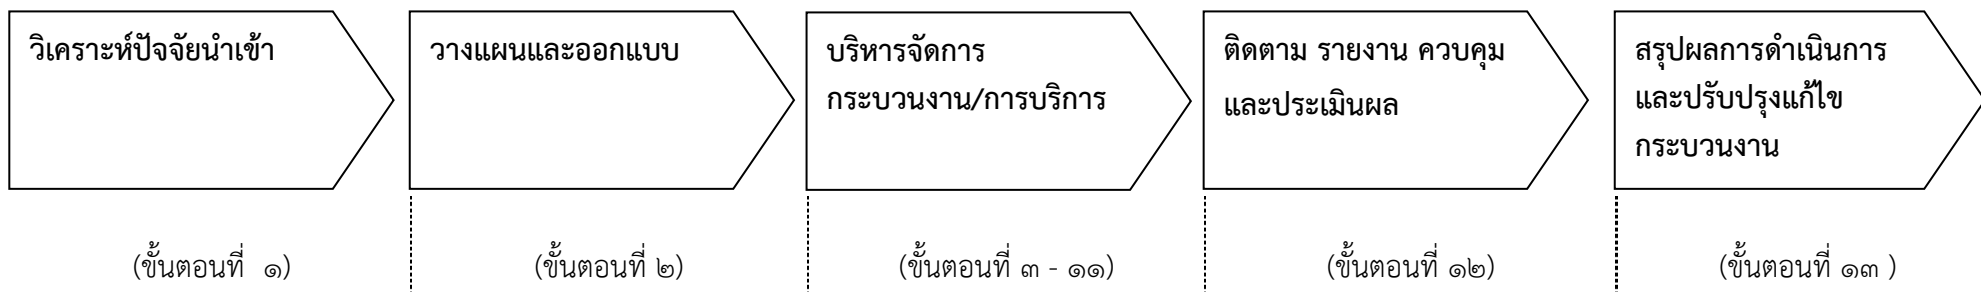 วิเคราะห์ปัจจัยนำเข้า
วางแผนและออกแบบ
บริหารจัดการ
กระบวนงาน/การบริการ
ติดตาม รายงาน ควบคุม
และประเมินผล
สรุปผลการดำเนินการ
และปรับปรุงแก้ไข
กระบวนงาน
(ขั้นตอนที่ ๑)
(ขั้นตอนที่ ๒)
(ขั้นตอนที่ ๓ - ๑๑)
(ขั้นตอนที่ ๑๒)
(ขั้นตอนที่ ๑๓ )